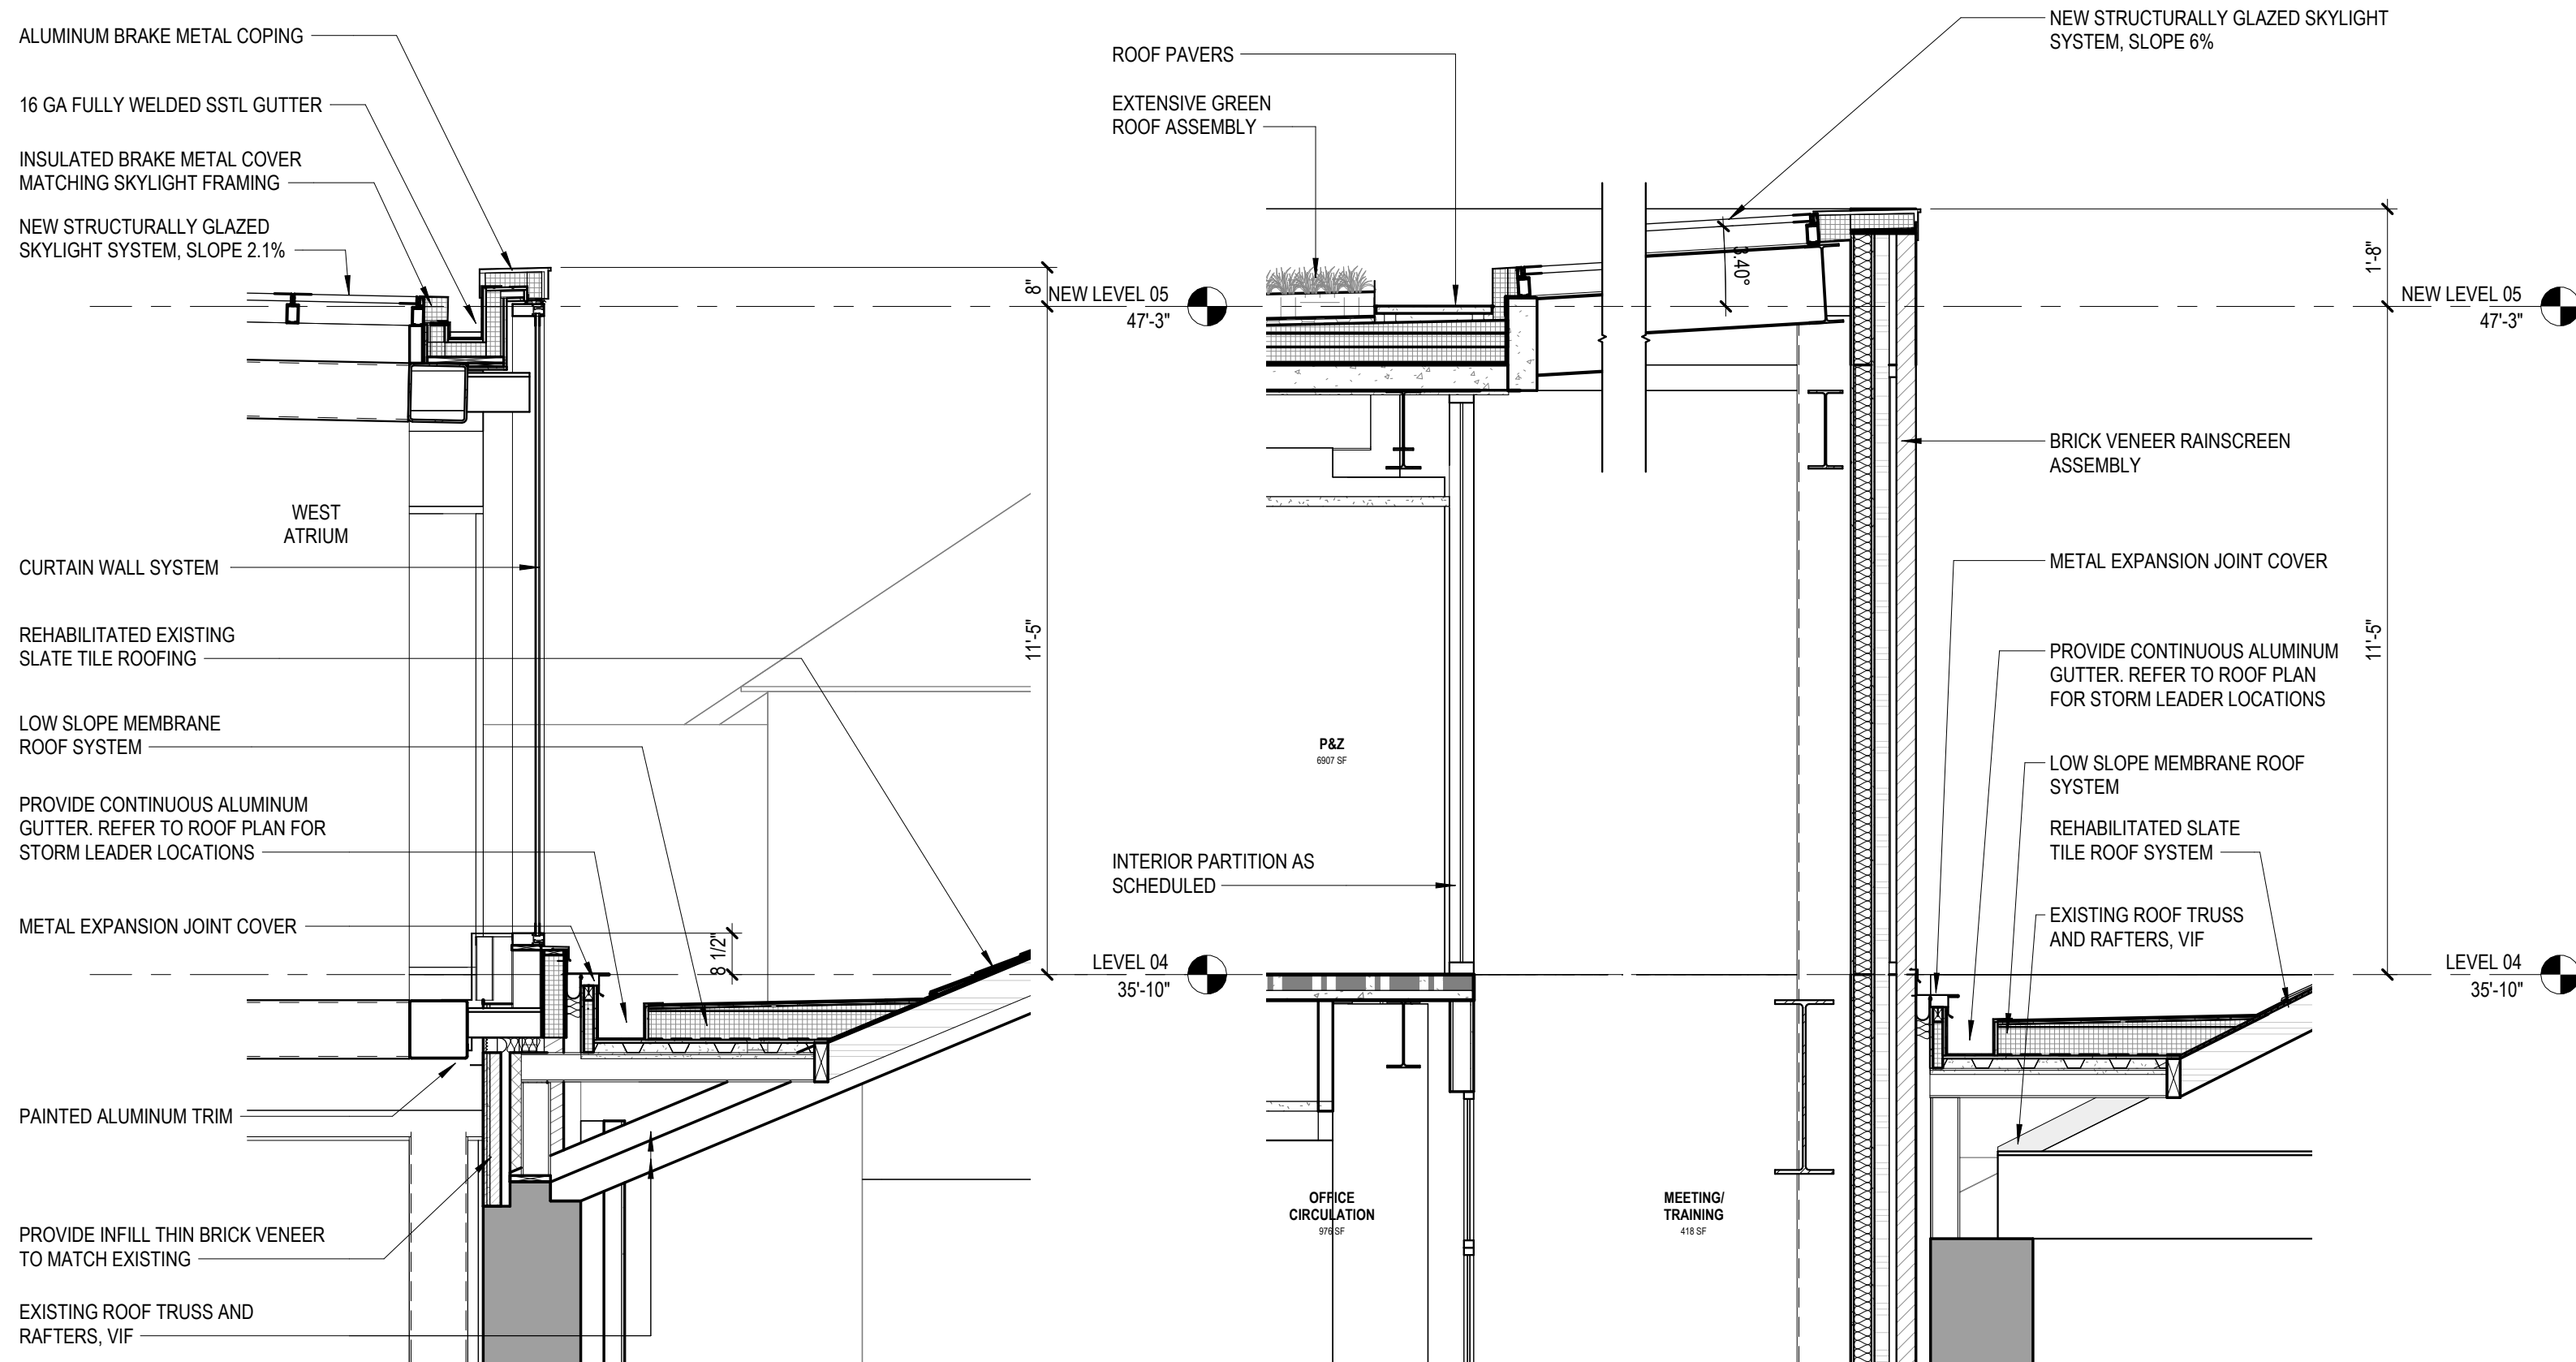 ALUMINUM BRAKE METAL COPING
16 GA FULLY WELDED SSTL GUTTER
INSULATED BRAKE METAL COVER
MATCHING SKYLIGHT FRAMING
NEW STRUCTURALLY GLAZED
SKYLIGHT SYSTEM, SLOPE 2.1%
WEST
ATRIUM
CURTAIN WALL SYSTEM
REHABILITATED EXISTING
SLATE TILE ROOFING
LOW SLOPE MEMBRANE
ROOF SYSTEM
PROVIDE CONTINUOUS ALUMINUM
GUTTER. REFER TO ROOF PLAN FOR
STORM LEADER LOCATIONS
METAL EXPANSION JOINT COVER
PAINTED ALUMINUM TRIM
PROVIDE INFILL THIN BRICK VENEER
TO MATCH EXISTING
EXISTING ROOF TRUSS AND
RAFTERS, VIF
8"
11'-5"
8 1/2"
NEW LEVEL 05
47'-3"
LEVEL 04
35'-10"
ROOF PAVERS
EXTENSIVE GREEN
ROOF ASSEMBLY
P&Z
6907 SF
INTERIOR PARTITION AS
SCHEDULED
OFFICE
CIRCULATION
976 SF
MEETING/
TRAINING
418 SF
3.40°
NEW STRUCTURALLY GLAZED SKYLIGHT
SYSTEM, SLOPE 6%
BRICK VENEER RAINSCREEN
ASSEMBLY
METAL EXPANSION JOINT COVER
PROVIDE CONTINUOUS ALUMINUM
GUTTER. REFER TO ROOF PLAN
FOR STORM LEADER LOCATIONS
LOW SLOPE MEMBRANE ROOF
SYSTEM
REHABILITATED SLATE
TILE ROOF SYSTEM
EXISTING ROOF TRUSS
AND RAFTERS, VIF
1'-8"
11'-5"
NEW LEVEL 05
47'-3"
LEVEL 04
35'-10"